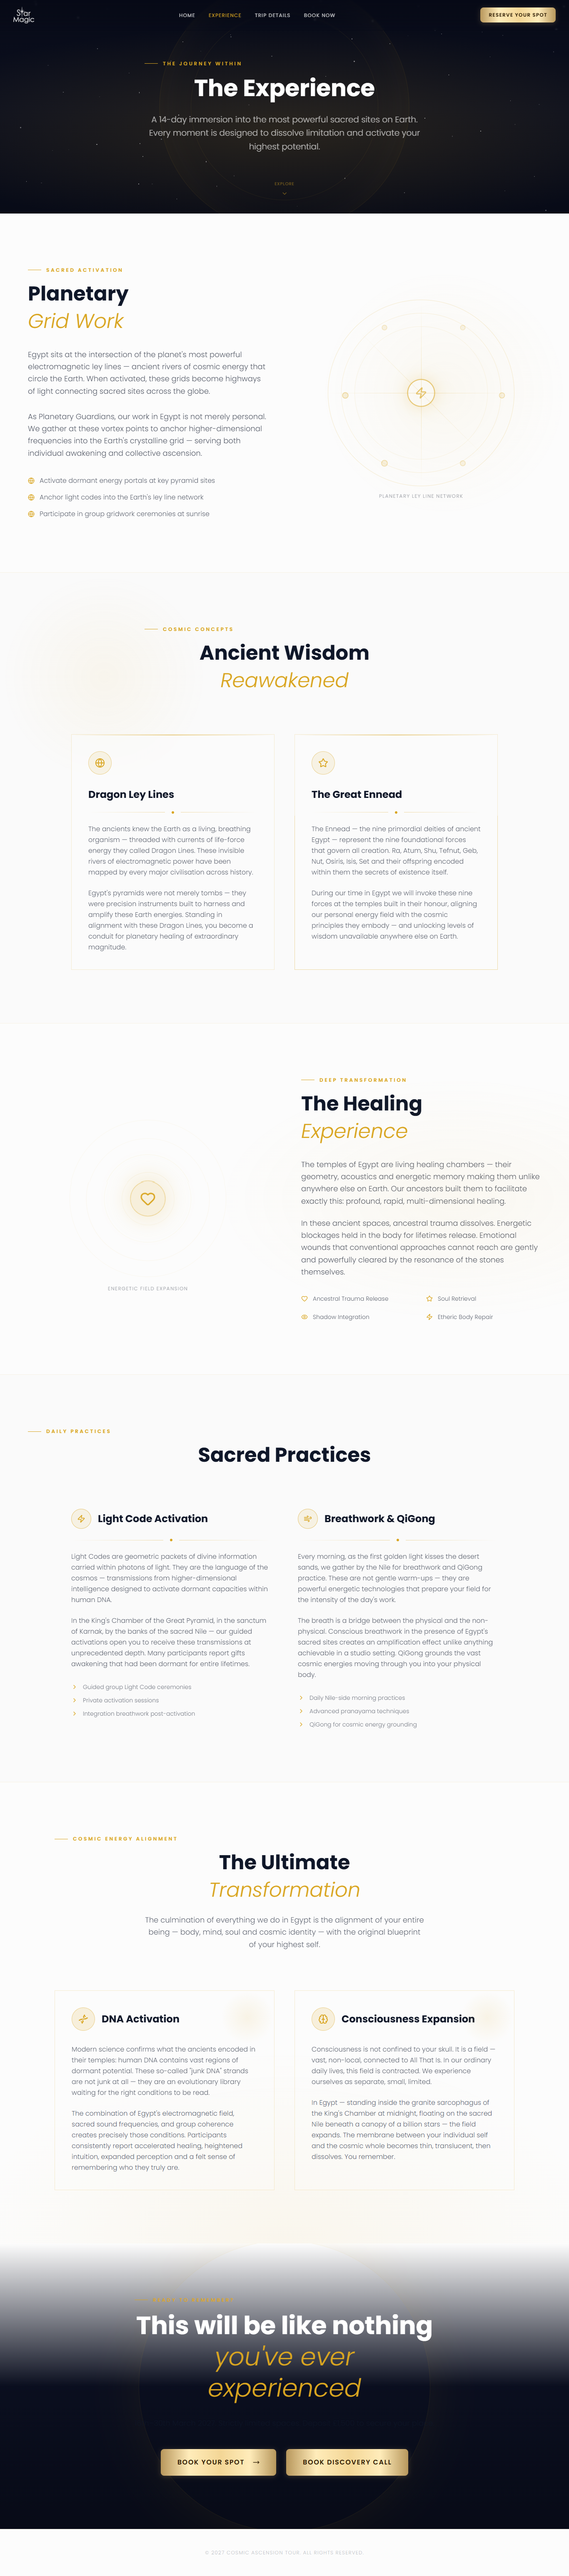 Star
Magic
HOME EXPERIENCE TRIP DETAILS BOOK NOW
RESERVE YOUR SPOT
THE JOURNEY WITHIN
The Experience
A 14-day immersion into the most powerful sacred sites on Earth.
Every moment is designed to dissolve limitation and activate your
highest potential.
EXPLORE
SACRED ACTIVATION
Planetary
Grid Work
Egypt sits at the intersection of the planet's most powerful
electromagnetic ley lines — ancient rivers of cosmic energy that
circle the Earth. When activated, these grids become highways
of light connecting sacred sites across the globe.
As Planetary Guardians, our work in Egypt is not merely personal.
We gather at these vortex points to anchor higher-dimensional
frequencies into the Earth's crystalline grid — serving both
individual awakening and collective ascension.
Activate dormant energy portals at key pyramid sites
Anchor light codes into the Earth's ley line network
Participate in group gridwork ceremonies at sunrise
PLANETARY LEY LINE NETWORK
COSMIC CONCEPTS
Ancient Wisdom
Reawakened
Dragon Ley Lines
The ancients knew the Earth as a living, breathing
organism — threaded with currents of life-force
energy they called Dragon Lines. These invisible
rivers of electromagnetic power have been
mapped by every major civilisation across history.
Egypt's pyramids were not merely tombs — they
were precision instruments built to harness and
amplify these Earth energies. Standing in
alignment with these Dragon Lines, you become a
conduit for planetary healing of extraordinary
magnitude.
The Great Ennead
The Ennead — the nine primordial deities of ancient
Egypt — represent the nine foundational forces
that govern all creation. Ra, Atum, Shu, Tefnut, Geb,
Nut, Osiris, Isis, Set and their offspring encoded
within them the secrets of existence itself.
During our time in Egypt we will invoke these nine
forces at the temples built in their honour, aligning
our personal energy field with the cosmic
principles they embody — and unlocking levels of
wisdom unavailable anywhere else on Earth.
DEEP TRANSFORMATION
The Healing
Experience
The temples of Egypt are living healing chambers — their
geometry, acoustics and energetic memory making them unlike
anywhere else on Earth. Our ancestors built them to facilitate
exactly this: profound, rapid, multi-dimensional healing.
In these ancient spaces, ancestral trauma dissolves. Energetic
blockages held in the body for lifetimes release. Emotional
wounds that conventional approaches cannot reach are gently
and powerfully cleared by the resonance of the stones
themselves.
Ancestral Trauma Release
Soul Retrieval
Shadow Integration
Etheric Body Repair
ENERGETIC FIELD EXPANSION
DAILY PRACTICES
Sacred Practices
Light Code Activation
Light Codes are geometric packets of divine information
carried within photons of light. They are the language of the
cosmos — transmissions from higher-dimensional
intelligence designed to activate dormant capacities within
human DNA.
In the King's Chamber of the Great Pyramid, in the sanctum
of Karnak, by the banks of the sacred Nile — our guided
activations open you to receive these transmissions at
unprecedented depth. Many participants report gifts
awakening that had been dormant for entire lifetimes.
Guided group Light Code ceremonies
Private activation sessions
Integration breathwork post-activation
Breathwork & QiGong
Every morning, as the first golden light kisses the desert
sands, we gather by the Nile for breathwork and QiGong
practice. These are not gentle warm-ups — they are
powerful energetic technologies that prepare your field for
the intensity of the day's work.
The breath is a bridge between the physical and the non-
physical. Conscious breathwork in the presence of Egypt's
sacred sites creates an amplification effect unlike anything
achievable in a studio setting. QiGong grounds the vast
cosmic energies moving through you into your physical
body.
Daily Nile-side morning practices
Advanced pranayama techniques
QiGong for cosmic energy grounding
COSMIC ENERGY ALIGNMENT
The Ultimate
Transformation
The culmination of everything we do in Egypt is the alignment of your entire
being — body, mind, soul and cosmic identity — with the original blueprint
of your highest self.
DNA Activation
Modern science confirms what the ancients encoded in
their temples: human DNA contains vast regions of
dormant potential. These so-called "junk DNA" strands
are not junk at all — they are an evolutionary library
waiting for the right conditions to be read.
The combination of Egypt's electromagnetic field,
sacred sound frequencies, and group coherence
creates precisely those conditions. Participants
consistently report accelerated healing, heightened
intuition, expanded perception and a felt sense of
remembering who they truly are.
Consciousness Expansion
Consciousness is not confined to your skull. It is a field —
vast, non-local, connected to All That Is. In our ordinary
daily lives, this field is contracted. We experience
ourselves as separate, small, limited.
In Egypt — standing inside the granite sarcophagus of
the King's Chamber at midnight, floating on the sacred
Nile beneath a canopy of a billion stars — the field
expands. The membrane between your individual self
and the cosmic whole becomes thin, translucent, then
dissolves. You remember.
READY TO REMEMBER?
This will be like nothing
you've ever
experienced
BOOK YOUR SPOT →
BOOK DISCOVERY CALL
© 2027 COSMIC ASCENSION TOUR. ALL RIGHTS RESERVED.